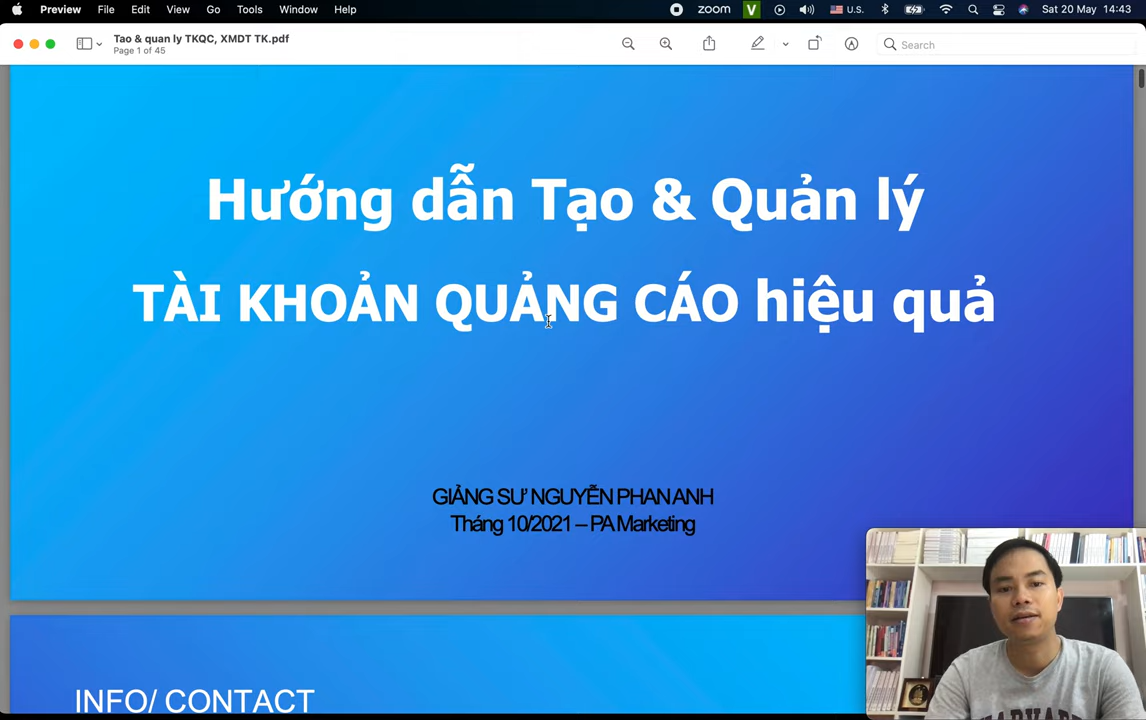 Preview File Edit View Go Tools Window Help
zoom V U.S. Sat 20 May 14:43
Tao & quan ly TKQC, XMDT TK.pdf
Page 1 of 45
Search
Hướng dẫn Tạo & Quản lý
TÀI KHOẢN QUẢNG CÁO hiệu quả
GIẢNG SƯ NGUYỄN PHAN ANH
Tháng 10/2021 – PA Marketing
INFO/ CONTACT